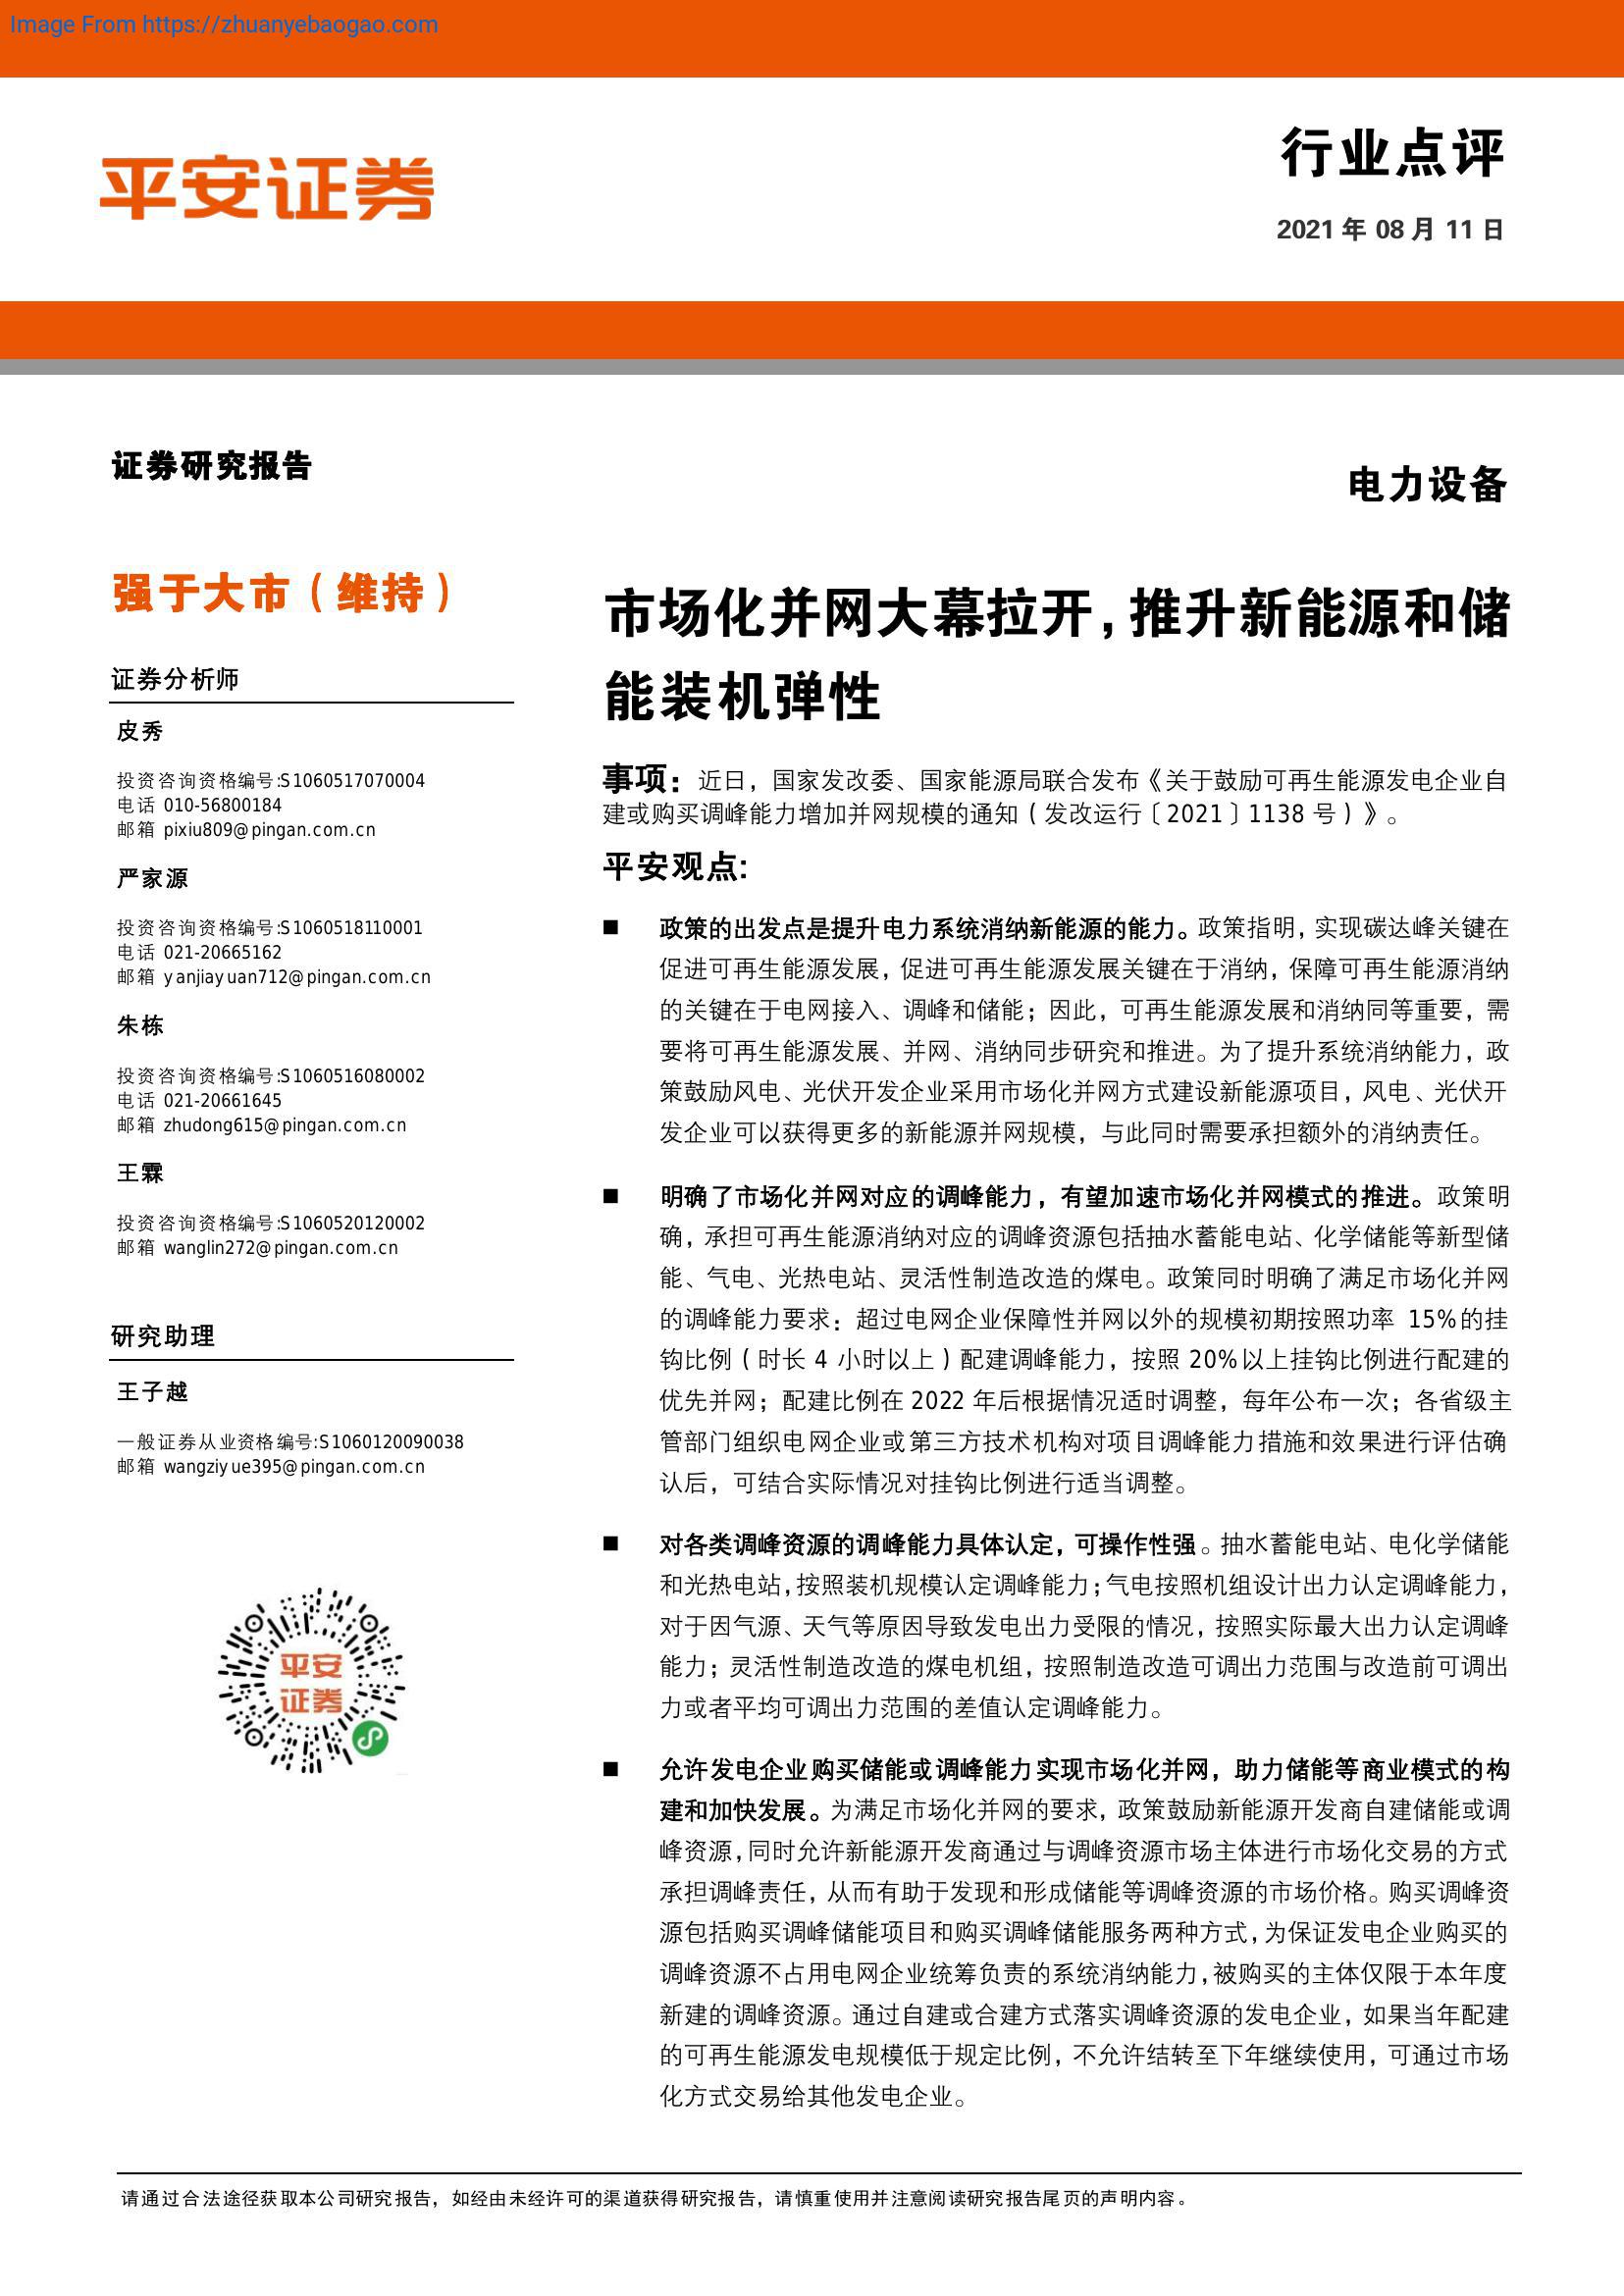 Image From https://zhuanyebaogao.com
平安证券
行业点评
2021 年 08 月 11 日
证券研究报告
电力设备
强于大市（维持）
证券分析师
皮秀
投资咨询资格编号:S1060517070004
电话 010-56800184
邮箱 pixiu809@pingan.com.cn
严家源
投资咨询资格编号:S1060518110001
电话 021-20665162
邮箱 yanjiayuan712@pingan.com.cn
朱栋
投资咨询资格编号:S1060516080002
电话 021-20661645
邮箱 zhudong615@pingan.com.cn
王霖
投资咨询资格编号:S1060520120002
邮箱 wanglin272@pingan.com.cn
研究助理
王子越
一般证券从业资格编号:S1060120090038
邮箱 wangziyue395@pingan.com.cn
平安
证券
市场化并网大幕拉开，推升新能源和储
能装机弹性
事项：近日，国家发改委、国家能源局联合发布《关于鼓励可再生能源发电企业自
建或购买调峰能力增加并网规模的通知（发改运行〔2021〕1138 号）》。
平安观点:
■ 政策的出发点是提升电力系统消纳新能源的能力。政策指明，实现碳达峰关键在
促进可再生能源发展，促进可再生能源发展关键在于消纳，保障可再生能源消纳
的关键在于电网接入、调峰和储能；因此，可再生能源发展和消纳同等重要，需
要将可再生能源发展、并网、消纳同步研究和推进。为了提升系统消纳能力，政
策鼓励风电、光伏开发企业采用市场化并网方式建设新能源项目，风电、光伏开
发企业可以获得更多的新能源并网规模，与此同时需要承担额外的消纳责任。
■ 明确了市场化并网对应的调峰能力，有望加速市场化并网模式的推进。政策明
确，承担可再生能源消纳对应的调峰资源包括抽水蓄能电站、化学储能等新型储
能、气电、光热电站、灵活性制造改造的煤电。政策同时明确了满足市场化并网
的调峰能力要求：超过电网企业保障性并网以外的规模初期按照功率 15%的挂
钩比例（时长 4 小时以上）配建调峰能力，按照 20%以上挂钩比例进行配建的
优先并网；配建比例在 2022 年后根据情况适时调整，每年公布一次；各省级主
管部门组织电网企业或第三方技术机构对项目调峰能力措施和效果进行评估确
认后，可结合实际情况对挂钩比例进行适当调整。
■ 对各类调峰资源的调峰能力具体认定，可操作性强。抽水蓄能电站、电化学储能
和光热电站，按照装机规模认定调峰能力；气电按照机组设计出力认定调峰能力，
对于因气源、天气等原因导致发电出力受限的情况，按照实际最大出力认定调峰
能力；灵活性制造改造的煤电机组，按照制造改造可调出力范围与改造前可调出
力或者平均可调出力范围的差值认定调峰能力。
■ 允许发电企业购买储能或调峰能力实现市场化并网，助力储能等商业模式的构
建和加快发展。为满足市场化并网的要求，政策鼓励新能源开发商自建储能或调
峰资源，同时允许新能源开发商通过与调峰资源市场主体进行市场化交易的方式
承担调峰责任，从而有助于发现和形成储能等调峰资源的市场价格。购买调峰资
源包括购买调峰储能项目和购买调峰储能服务两种方式，为保证发电企业购买的
调峰资源不占用电网企业统筹负责的系统消纳能力，被购买的主体仅限于本年度
新建的调峰资源。通过自建或合建方式落实调峰资源的发电企业，如果当年配建
的可再生能源发电规模低于规定比例，不允许结转至下年继续使用，可通过市场
化方式交易给其他发电企业。
请通过合法途径获取本公司研究报告，如经由未经许可的渠道获得研究报告，请慎重使用并注意阅读研究报告尾页的声明内容。